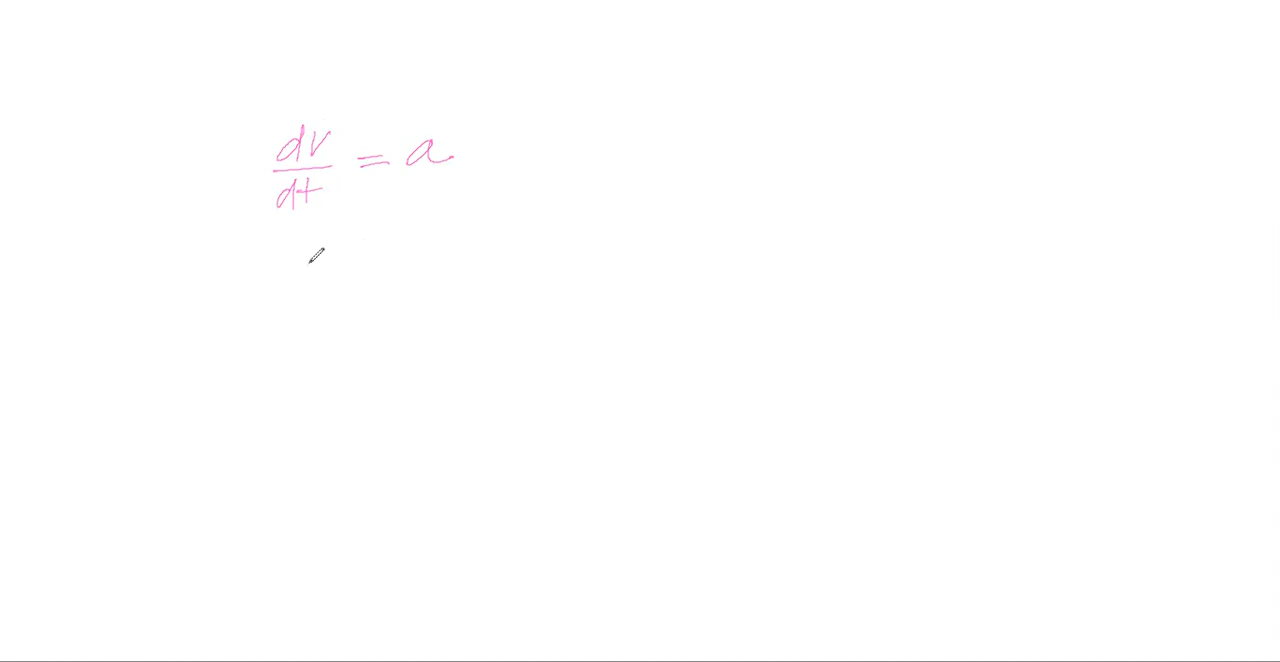 dv/dt = a